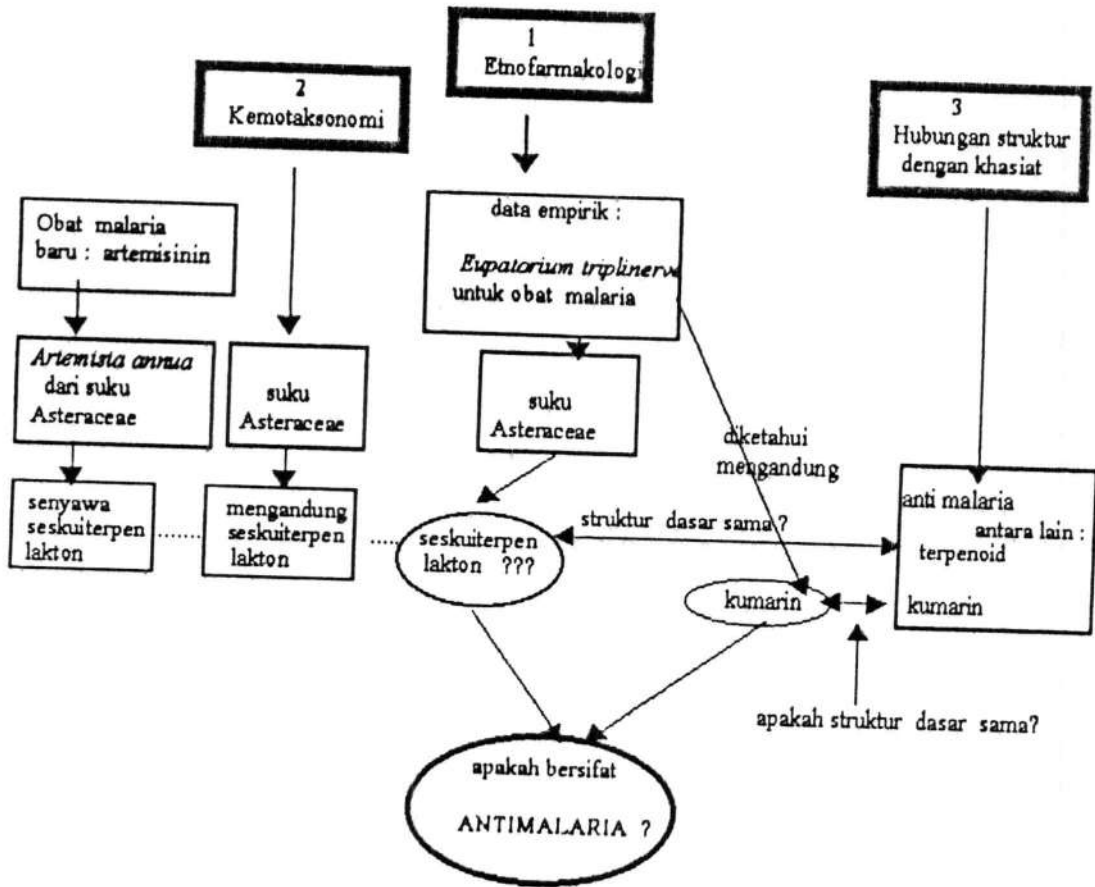 1
Etnofarmakologi
2
Kemotaksonomi
3
Hubungan struktur
dengan khasiat
Obat malaria
baru : artemisinin
data empirik :
Eupatorium triplinerve
untuk obat malaria
Artemisia annua
dari suku
Asteraceae
suku
Asteraceae
suku
Asteraceae
diketahui
mengandung
senyawa
seskuiterpen
lakton
mengandung
seskuiterpen
lakton
seskuiterpen
lakton ???
struktur dasar sama ?
anti malaria
antara lain :
terpenoid
kumarin
kumarin
apakah struktur dasar sama?
apakah bersifat
ANTIMALARIA ?